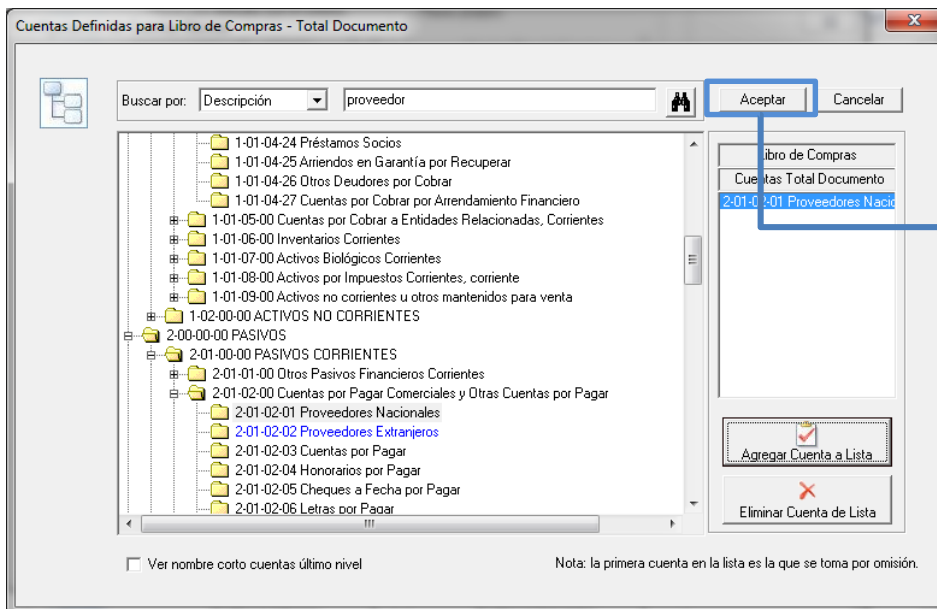 Cuentas Definidas para Libro de Compras - Total Documento
Buscar por: Descripción proveedor Aceptar Cancelar
1-01-04-24 Préstamos Socios
1-01-04-25 Arriendos en Garantía por Recuperar
1-01-04-26 Otros Deudores por Cobrar
1-01-04-27 Cuentas por Cobrar por Arrendamiento Financiero
1-01-05-00 Cuentas por Cobrar a Entidades Relacionadas, Corrientes
1-01-06-00 Inventarios Corrientes
1-01-07-00 Activos Biológicos Corrientes
1-01-08-00 Activos por Impuestos Corrientes, corriente
1-01-09-00 Activos no corrientes u otros mantenidos para venta
1-02-00-00 ACTIVOS NO CORRIENTES
2-00-00-00 PASIVOS
2-01-00-00 PASIVOS CORRIENTES
2-01-01-00 Otros Pasivos Financieros Corrientes
2-01-02-00 Cuentas por Pagar Comerciales y Otras Cuentas por Pagar
2-01-02-01 Proveedores Nacionales
2-01-02-02 Proveedores Extranjeros
2-01-02-03 Cuentas por Pagar
2-01-02-04 Honorarios por Pagar
2-01-02-05 Cheques a Fecha por Pagar
2-01-02-06 Letras por Pagar
Libro de Compras
Cuentas Total Documento
2-01-02-01 Proveedores Nacio
Agregar Cuenta a Lista
Eliminar Cuenta de Lista
Ver nombre corto cuentas último nivel
Nota: la primera cuenta en la lista es la que se toma por omisión.